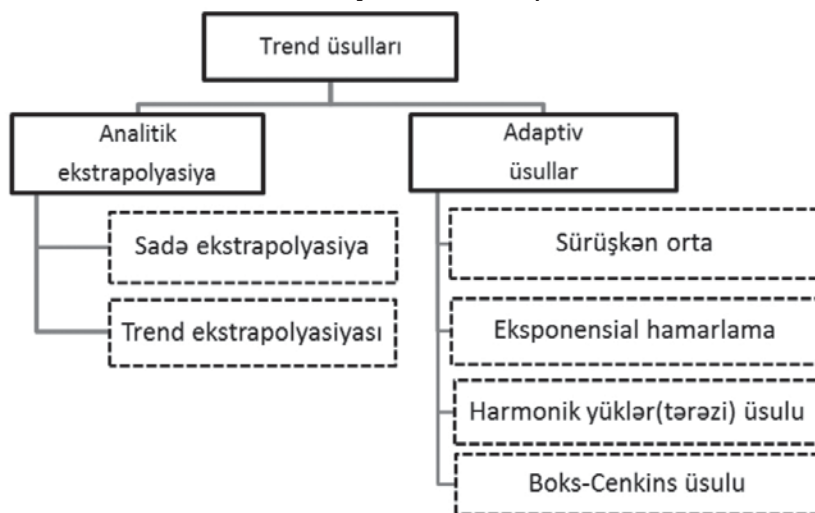 Trend üsulları
Analitik
ekstrapolyasiya
Sadə ekstrapolyasiya
Trend ekstrapolyasiyası
Adaptiv
üsullar
Sürüşkən orta
Eksponensial hamarlama
Harmonik yüklər(tərəzi) üsulu
Boks-Cenkins üsulu